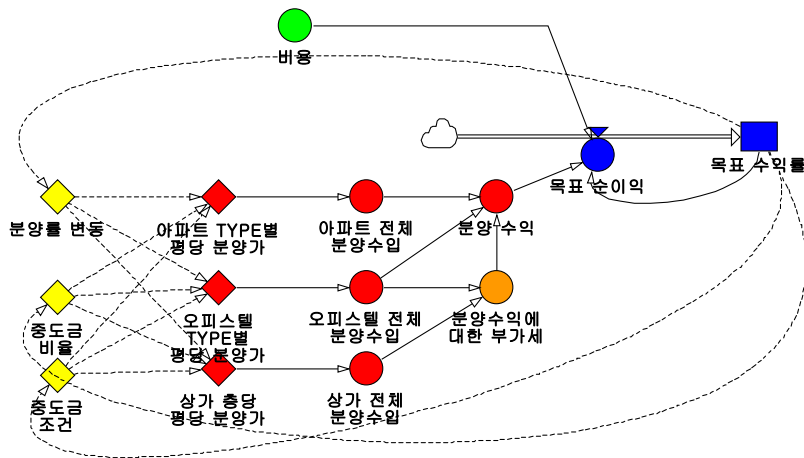 비용
목표 수익률
목표 순이익
분양률 변동
아파트 TYPE별
평당 분양가
아파트 전체
분양수입
분양 수익
중도금
비율
오피스텔
TYPE별
평당 분양가
오피스텔 전체
분양수입
분양수익에
대한 부가세
중도금
조건
상가 층당
평당 분양가
상가 전체
분양수입